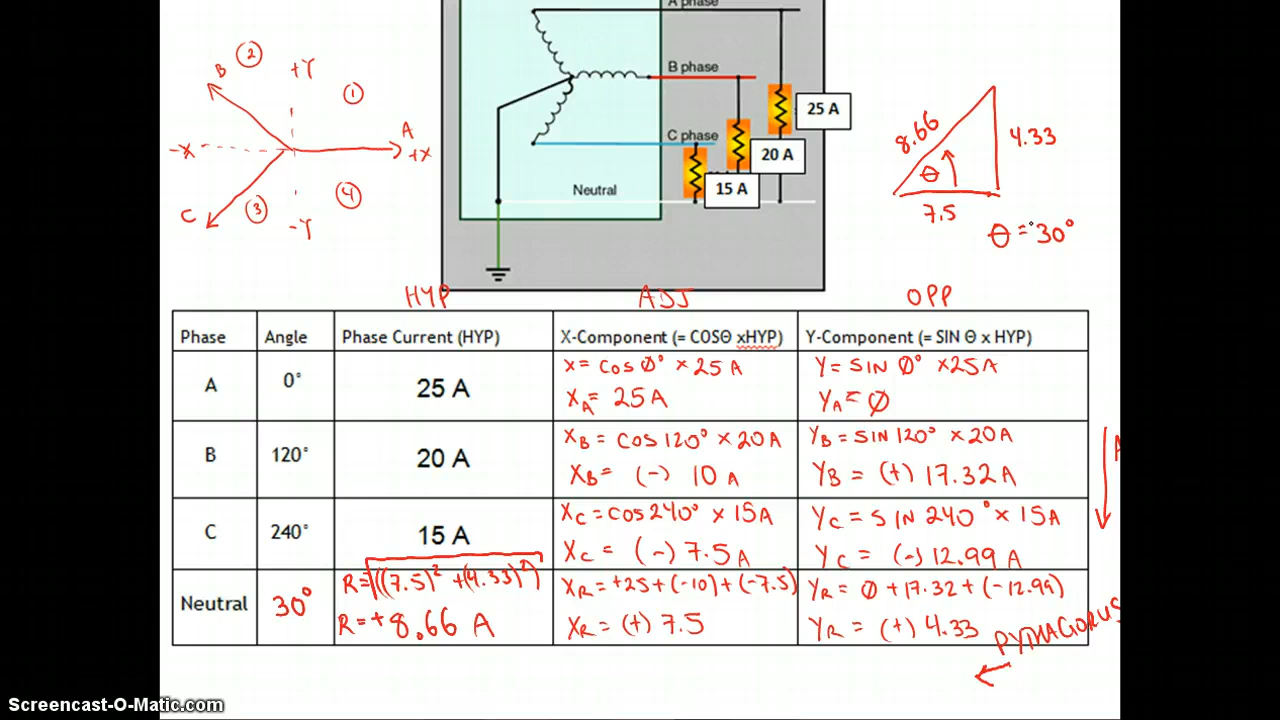 A phase
B phase
C phase
Neutral
25 A
20 A
15 A
B
②
+Y
①
A
-X
+X
C
③
④
-Y
8.66
4.33
θ
7.5
θ = 30°
HYP ADJ OPP
Phase Angle Phase Current (HYP) X-Component (= COSθ xHYP) Y-Component (= SIN θ x HYP)
A 0° 25 A X = COS 0° × 25 A Y = SIN 0° × 25A
XA = 25 A YA = 0
B 120° 20 A XB = COS 120° × 20 A YB = SIN 120° × 20 A
XB = (-) 10 A YB = (+) 17.32 A
C 240° 15 A XC = COS 240° × 15A YC = SIN 240° × 15A
XC = (-) 7.5 A YC = (-) 12.99 A
Neutral 30° R = √((7.5)² + (4.33)²) XR = +25 + (-10) + (-7.5) YR = 0 + 17.32 + (-12.99)
R = + 8.66 A XR = (+) 7.5 YR = (+) 4.33
PYTHAGORUS
Screencast-O-Matic.com